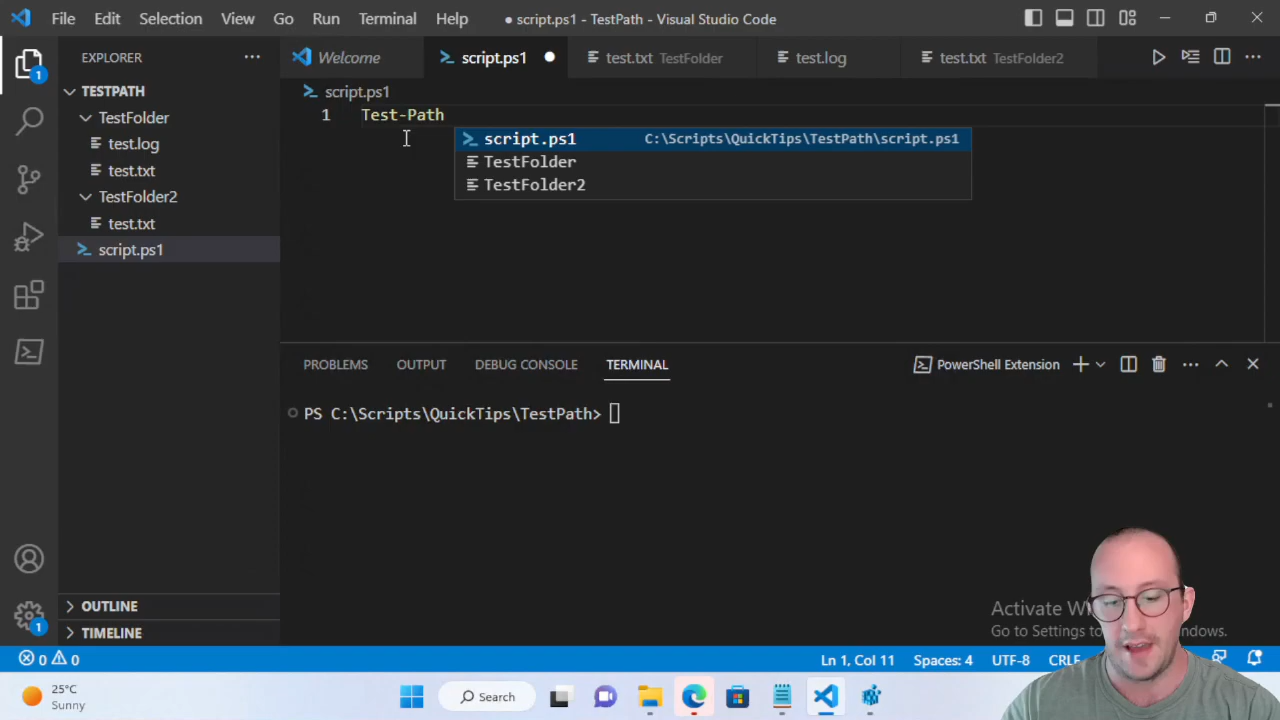 File Edit Selection View Go Run Terminal Help
● script.ps1 - TestPath - Visual Studio Code
EXPLORER
Welcome
script.ps1
test.txt TestFolder
test.log
test.txt TestFolder2
TESTPATH
TestFolder
test.log
test.txt
TestFolder2
test.txt
script.ps1
OUTLINE
TIMELINE
script.ps1
1 Test-Path
script.ps1 C:\Scripts\QuickTips\TestPath\script.ps1
TestFolder
TestFolder2
PROBLEMS OUTPUT DEBUG CONSOLE TERMINAL
PowerShell Extension
PS C:\Scripts\QuickTips\TestPath>
1
1
Go to Settings to
0 0
Ln 1, Col 11 Spaces: 4 UTF-8 CRLF
25°C
Sunny
Search
Activate